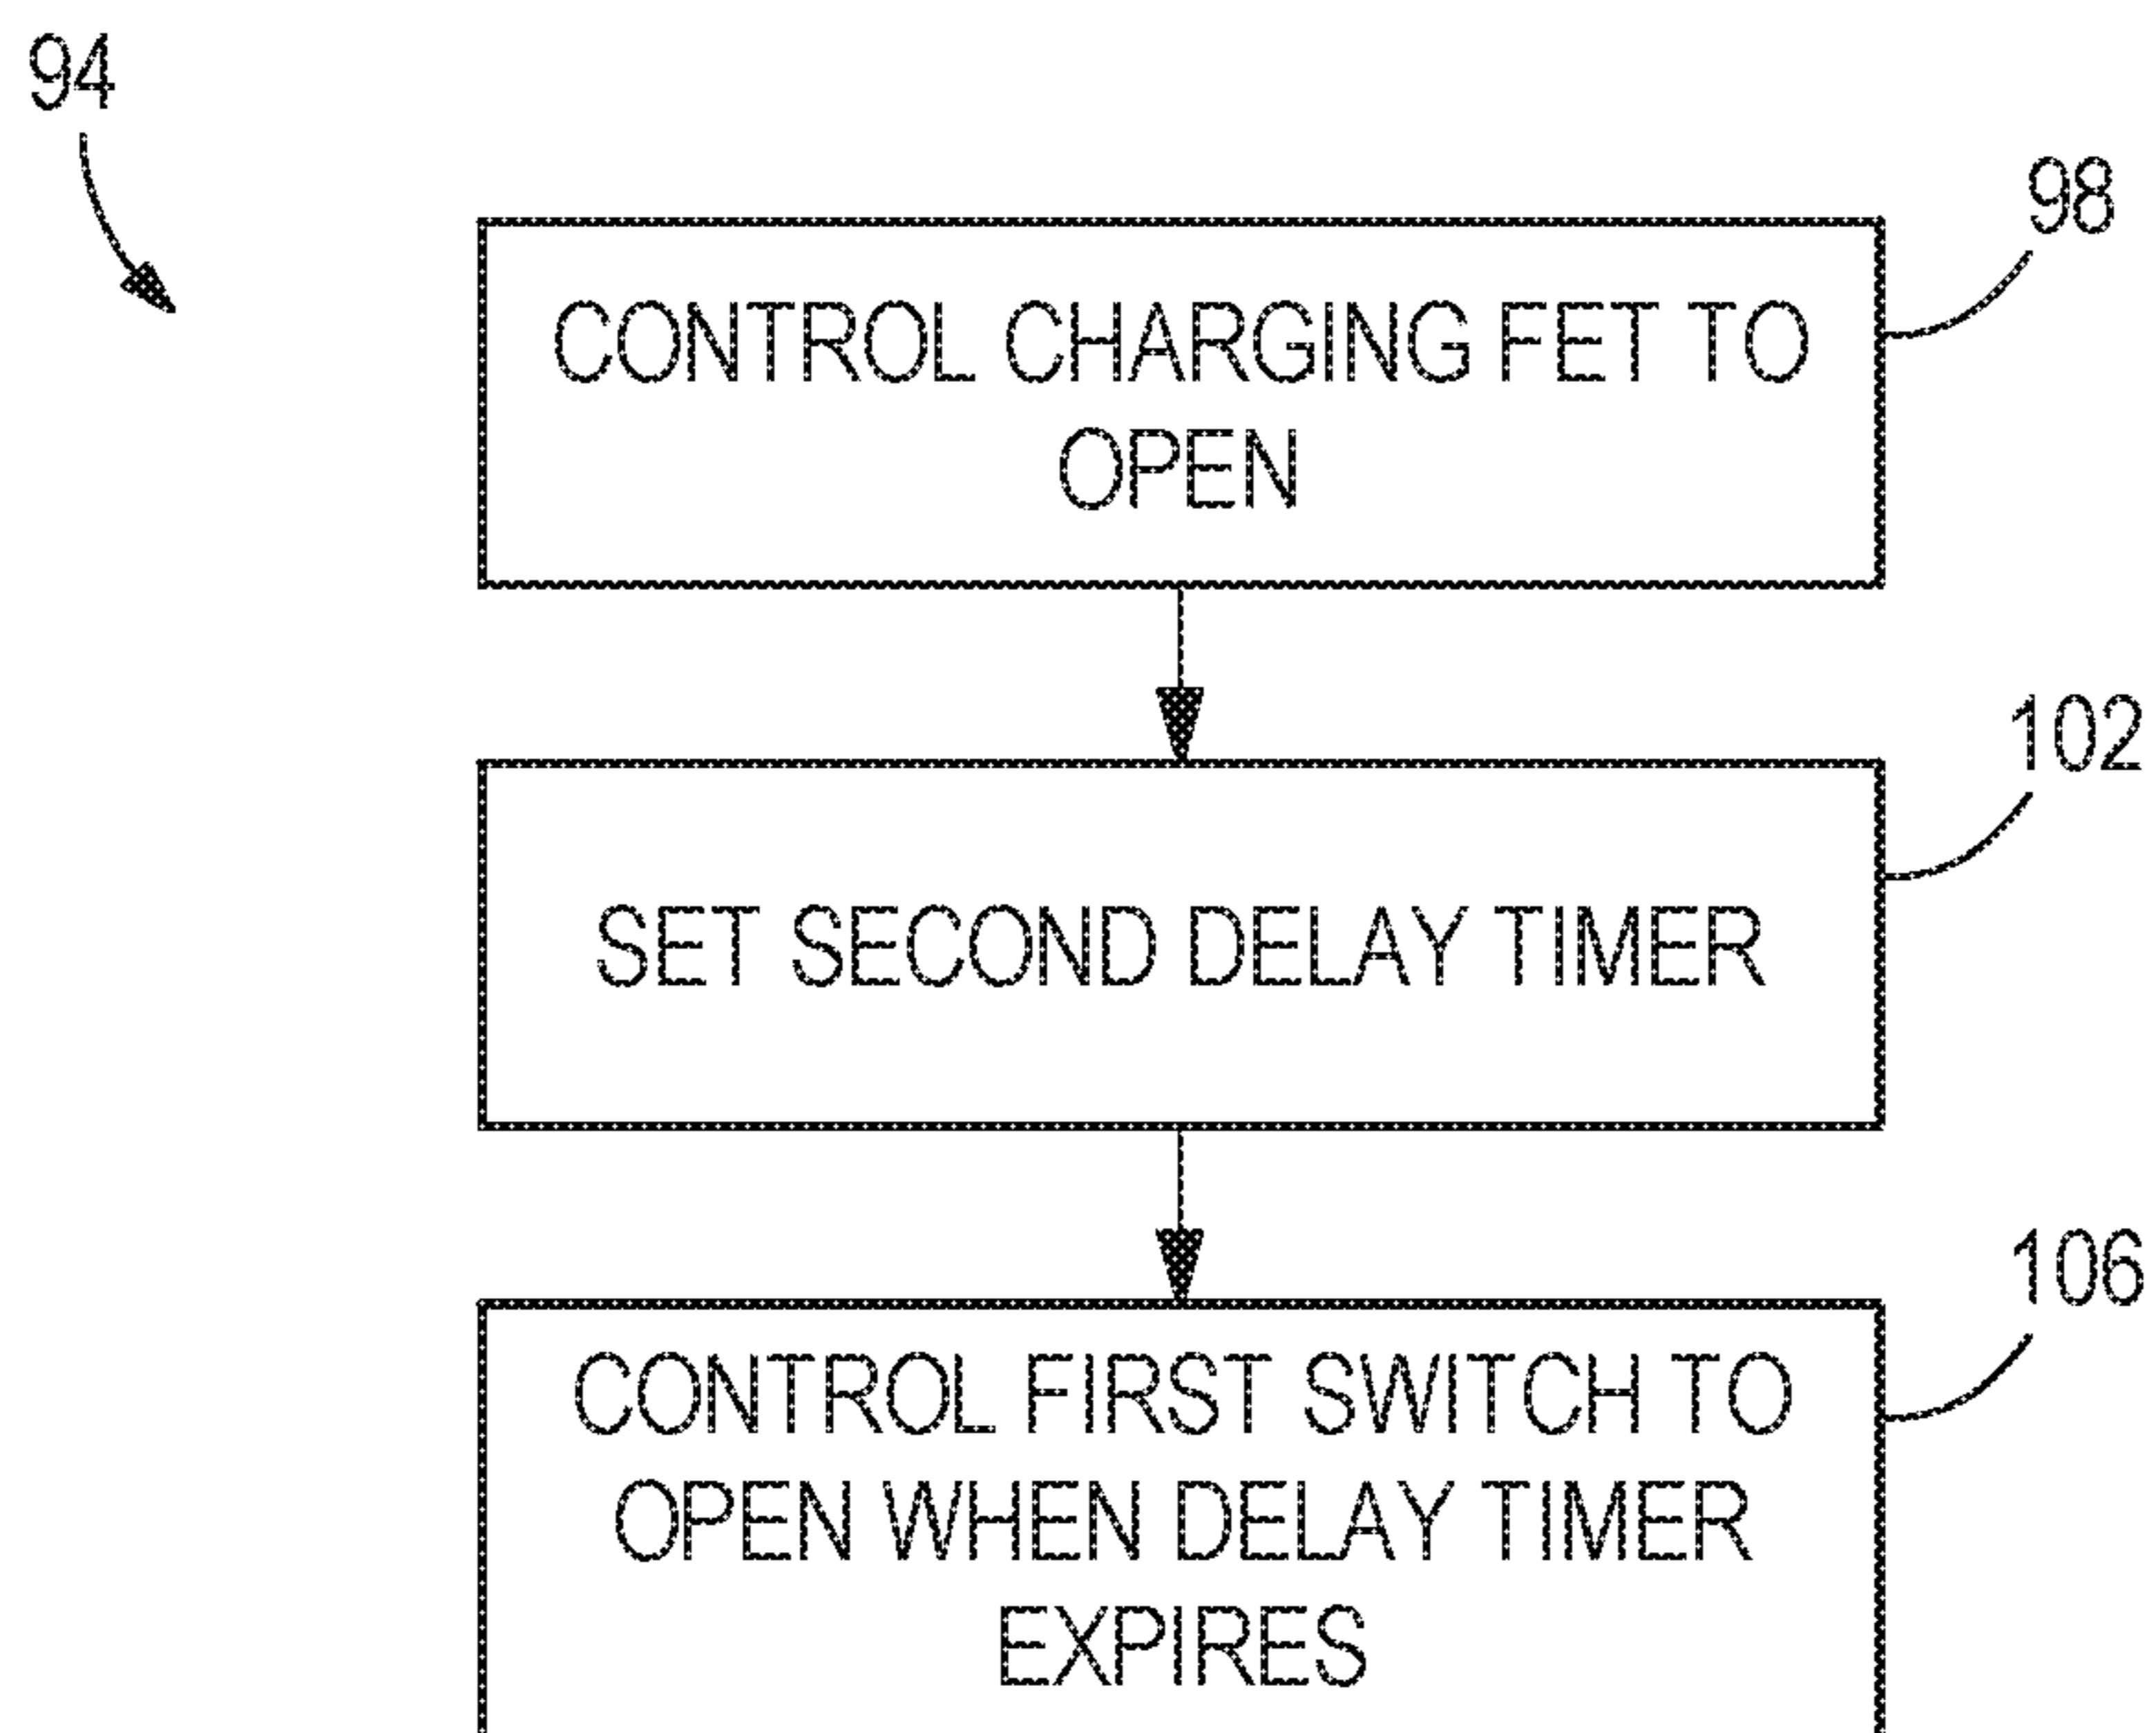 94
98
CONTROL CHARGING FET TO
OPEN
102
SET SECOND DELAY TIMER
106
CONTROL FIRST SWITCH TO
OPEN WHEN DELAY TIMER
EXPIRES